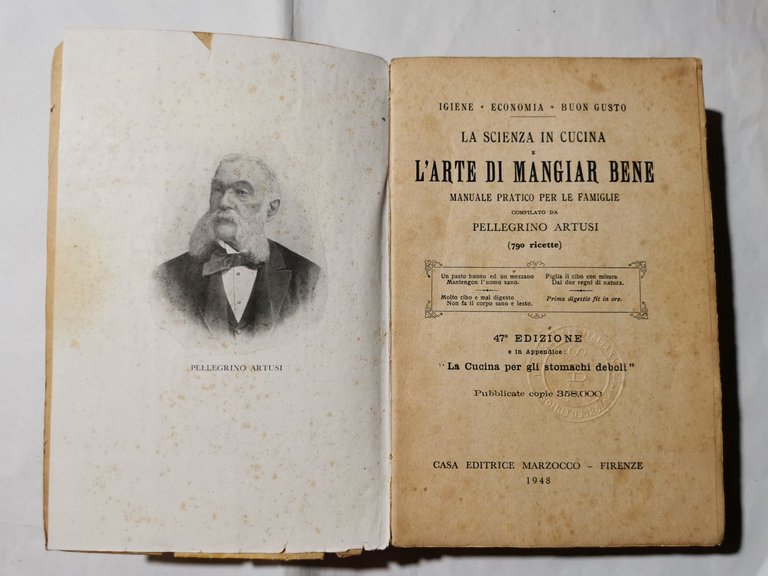 PELLEGRINO ARTUSI
IGIENE • ECONOMIA • BUON GUSTO
LA SCIENZA IN CUCINA
E
L'ARTE DI MANGIAR BENE
MANUALE PRATICO PER LE FAMIGLIE
COMPILATO DA
PELLEGRINO ARTUSI
(790 ricette)
Un pasto buono ed un mezzano
Mantengon l'uomo sano.
Piglia il cibo con misura
Dai due regni di natura.
Molto cibo e mal digesto
Non fa il corpo sano e lesto.
Prima digestio fit in ore.
47ª EDIZIONE
e in Appendice:
"La Cucina per gli stomachi deboli"
Pubblicate copie 358.000
CASA EDITRICE MARZOCCO - FIRENZE
1948